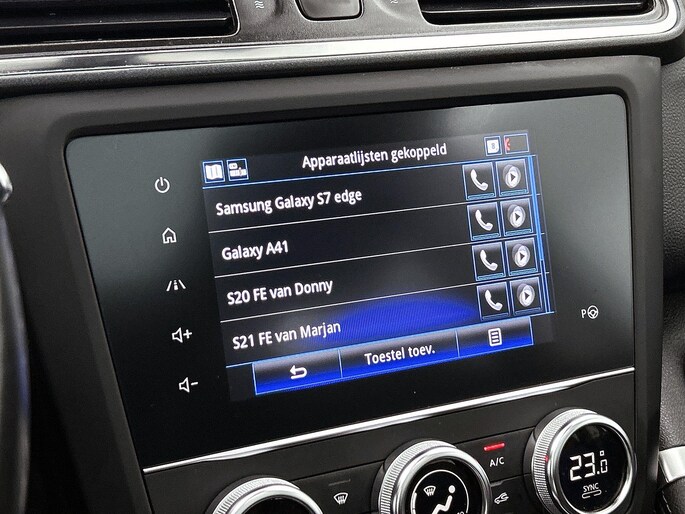 Apparaatlijsten gekoppeld
Samsung Galaxy S7 edge
Galaxy A41
S20 FE van Donny
S21 FE van Marjan
Toestel toev.
P
A/C
23.0
SYNC